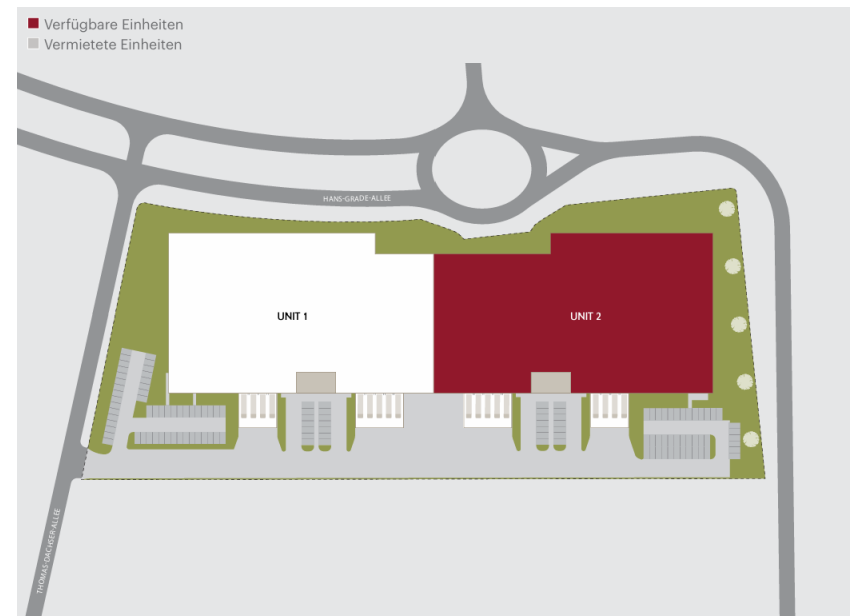 Verfügbare Einheiten
Vermietete Einheiten
HANS-GRADE-ALLEE
UNIT 1
UNIT 2
THOMAS-DACHSER-ALLEE